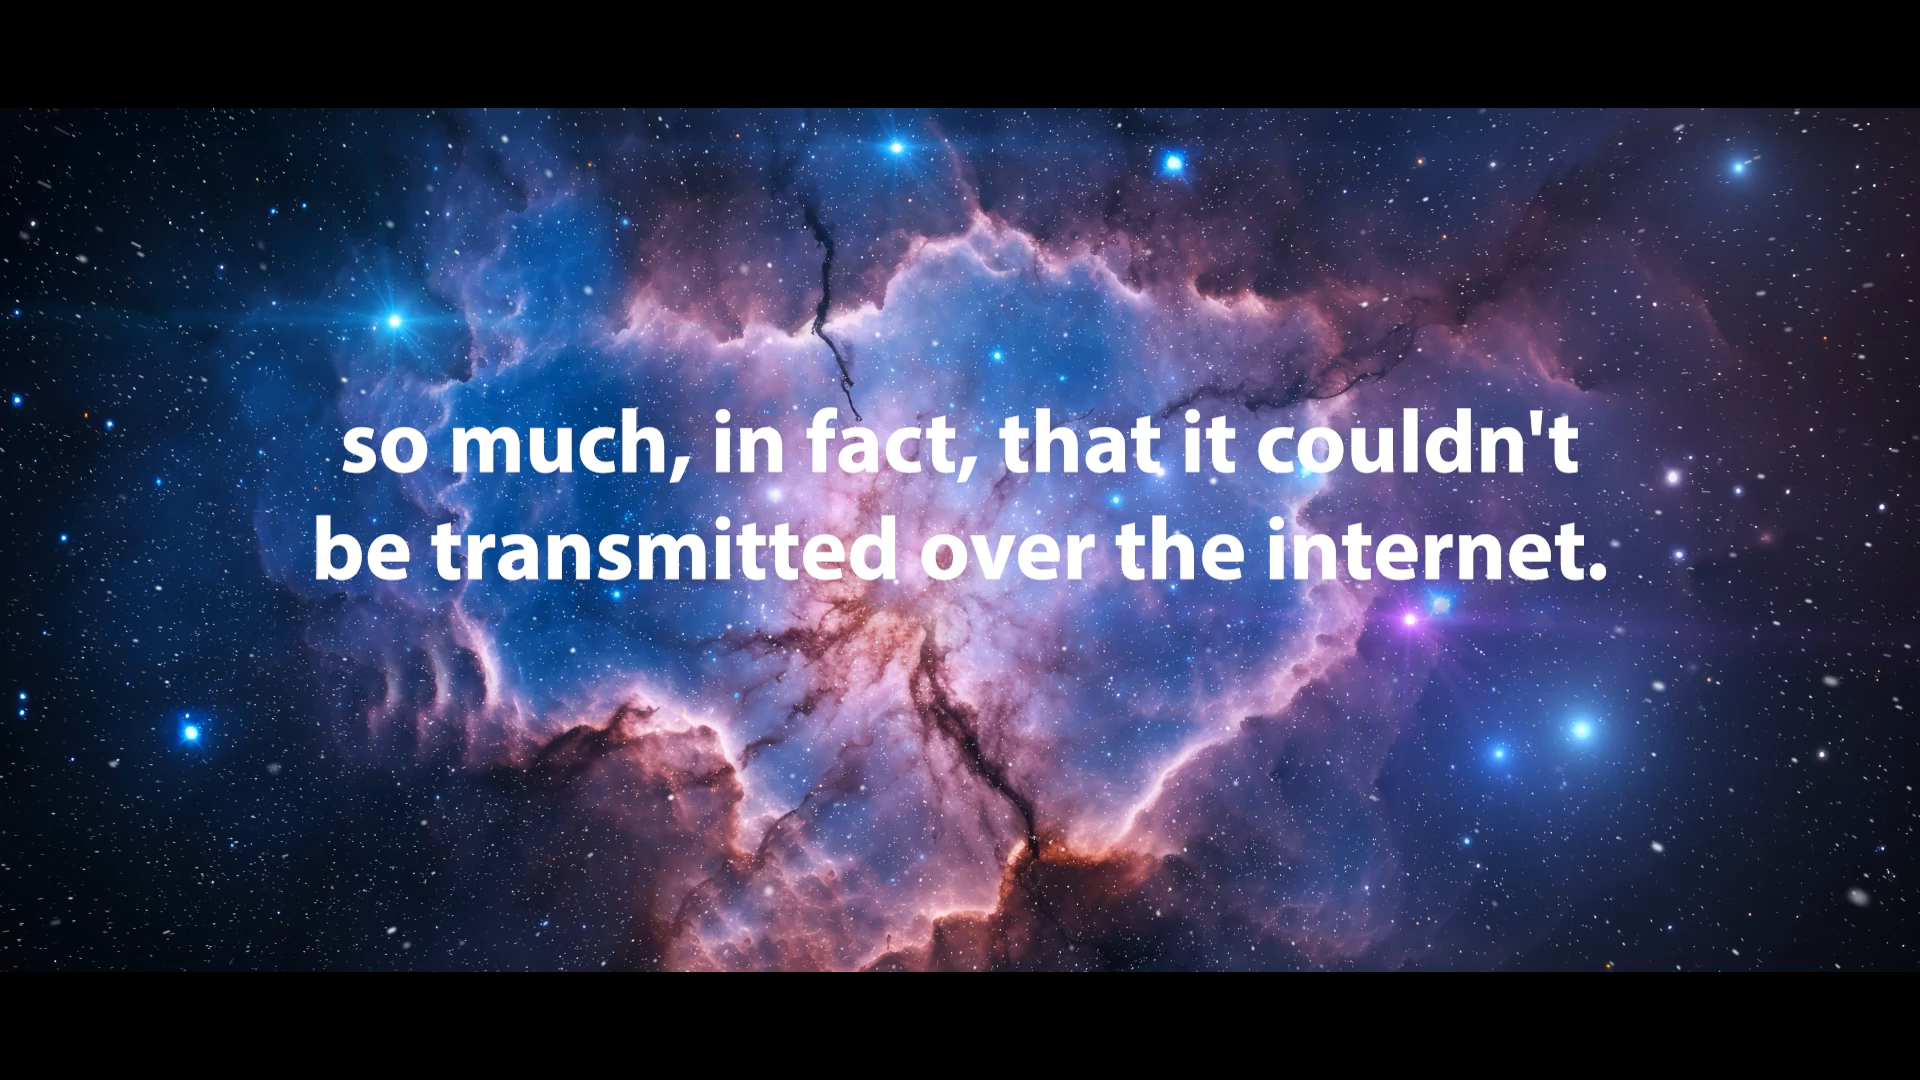 so much, in fact, that it couldn't
be transmitted over the internet.